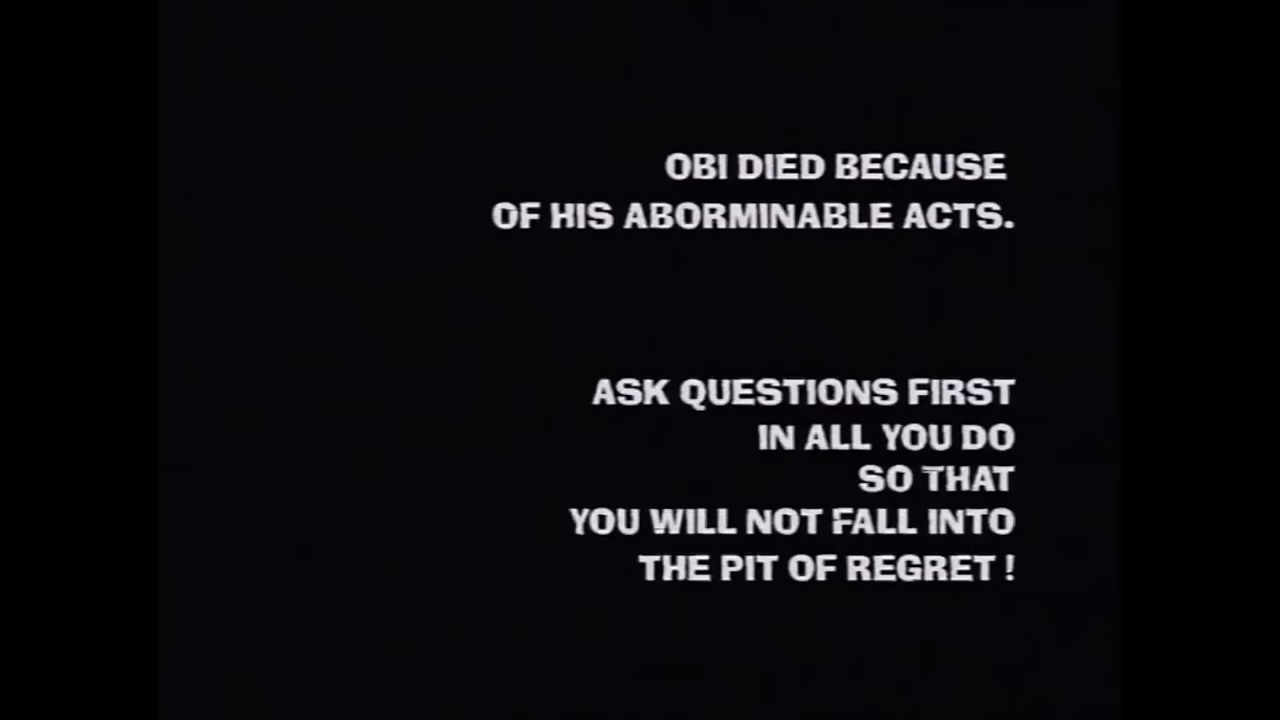 OBI DIED BECAUSE
OF HIS ABORMINABLE ACTS.
ASK QUESTIONS FIRST
IN ALL YOU DO
SO THAT
YOU WILL NOT FALL INTO
THE PIT OF REGRET !